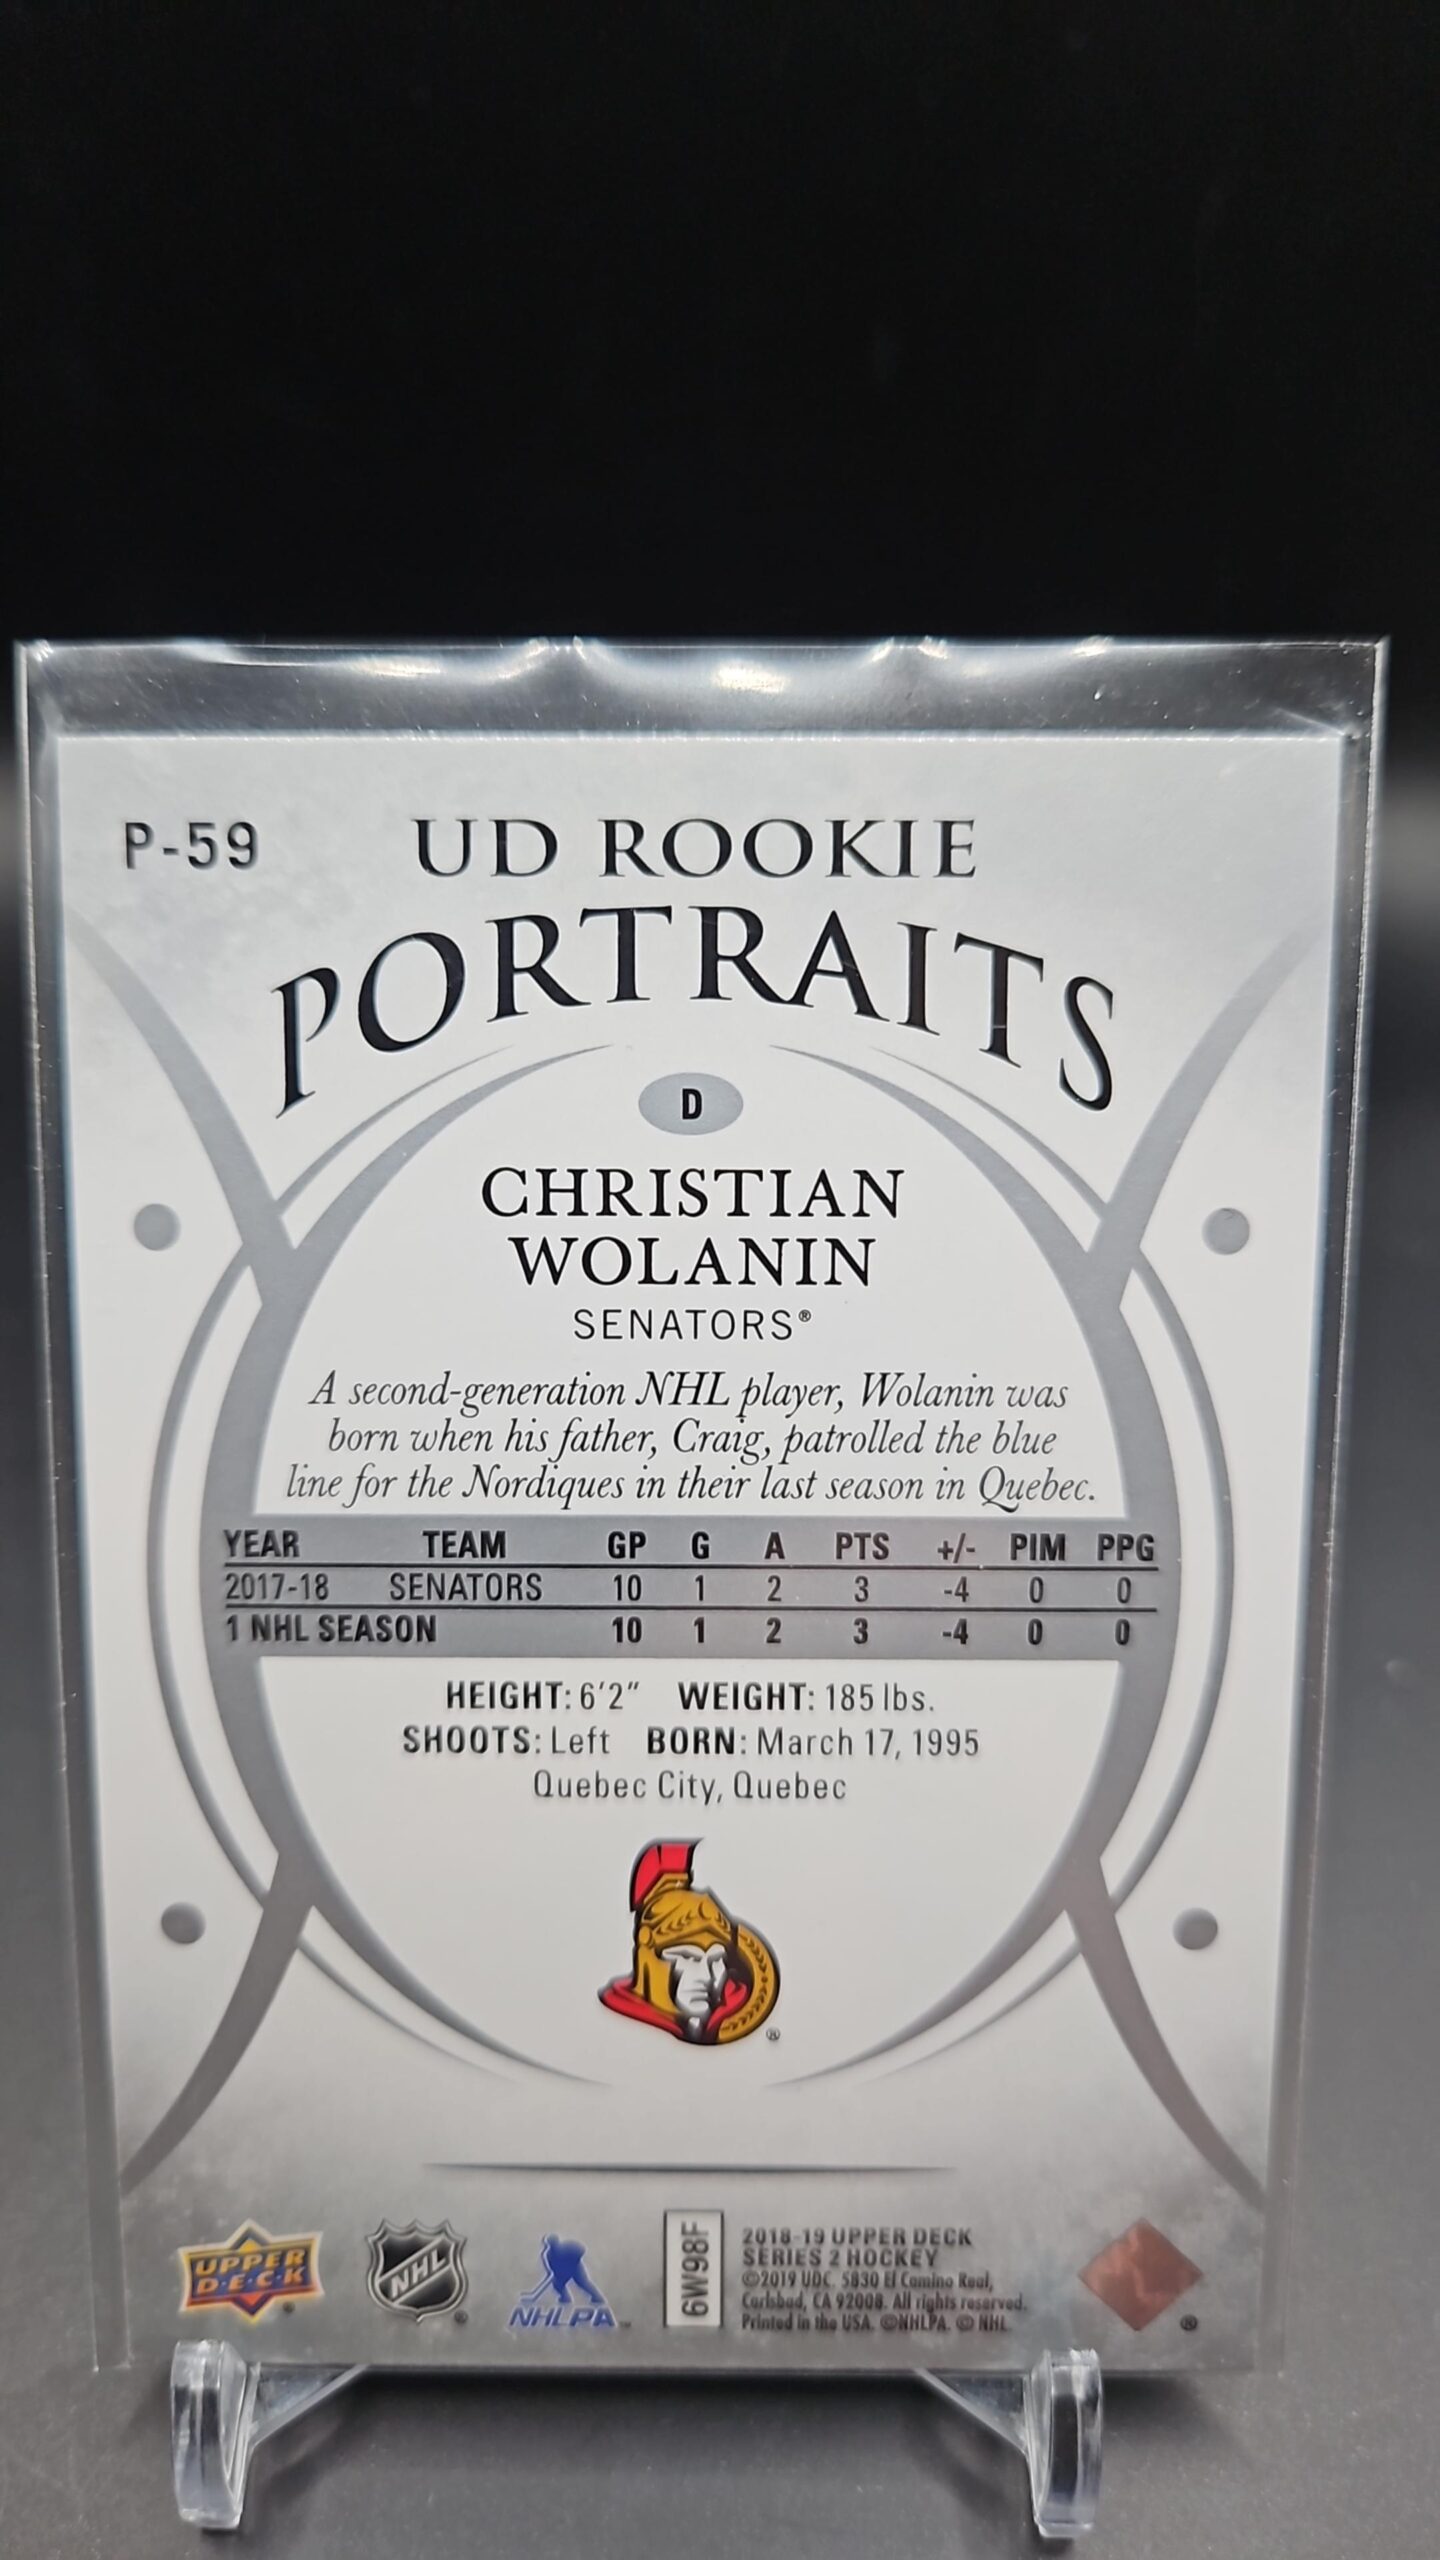 P-59
UD ROOKIE
PORTRAITS
D
CHRISTIAN
WOLANIN
SENATORS®
A second-generation NHL player, Wolanin was
born when his father, Craig, patrolled the blue
line for the Nordiques in their last season in Quebec.
YEAR TEAM GP G A PTS +/- PIM PPG
2017-18 SENATORS 10 1 2 3 -4 0 0
1 NHL SEASON 10 1 2 3 -4 0 0
HEIGHT: 6'2" WEIGHT: 185 lbs.
SHOOTS: Left BORN: March 17, 1995
Quebec City, Quebec
®
UPPER
D·E·C·K
NHL ®
NHLPA™
6W98F
2018-19 UPPER DECK
SERIES 2 HOCKEY
©2019 UDC. 5830 El Camino Real,
Carlsbad, CA 92008. All rights reserved.
Printed in the USA. ©NHLPA. © NHL.
®